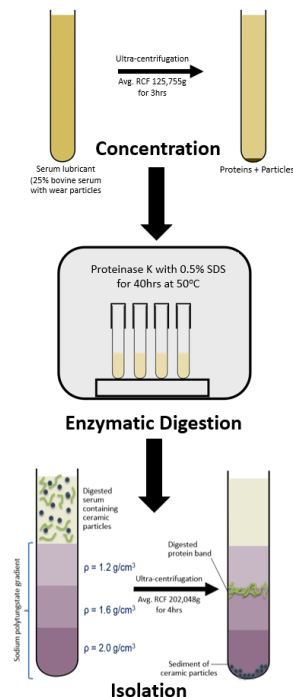 Ultra-centrifugation
Avg. RCF 125,755g
for 3hrs
Concentration
Serum lubricant
(25% bovine serum
with wear particles
Proteins + Particles
Proteinase K with 0.5% SDS
for 40hrs at 50°C
Enzymatic Digestion
Digested
serum
containing
ceramic
particles
Sodium polytungstate gradient
ρ = 1.2 g/cm³
ρ = 1.6 g/cm³
ρ = 2.0 g/cm³
Ultra-centrifugation
Avg. RCF 202,048g
for 4hrs
Digested
protein band
Sediment of
ceramic particles
Isolation